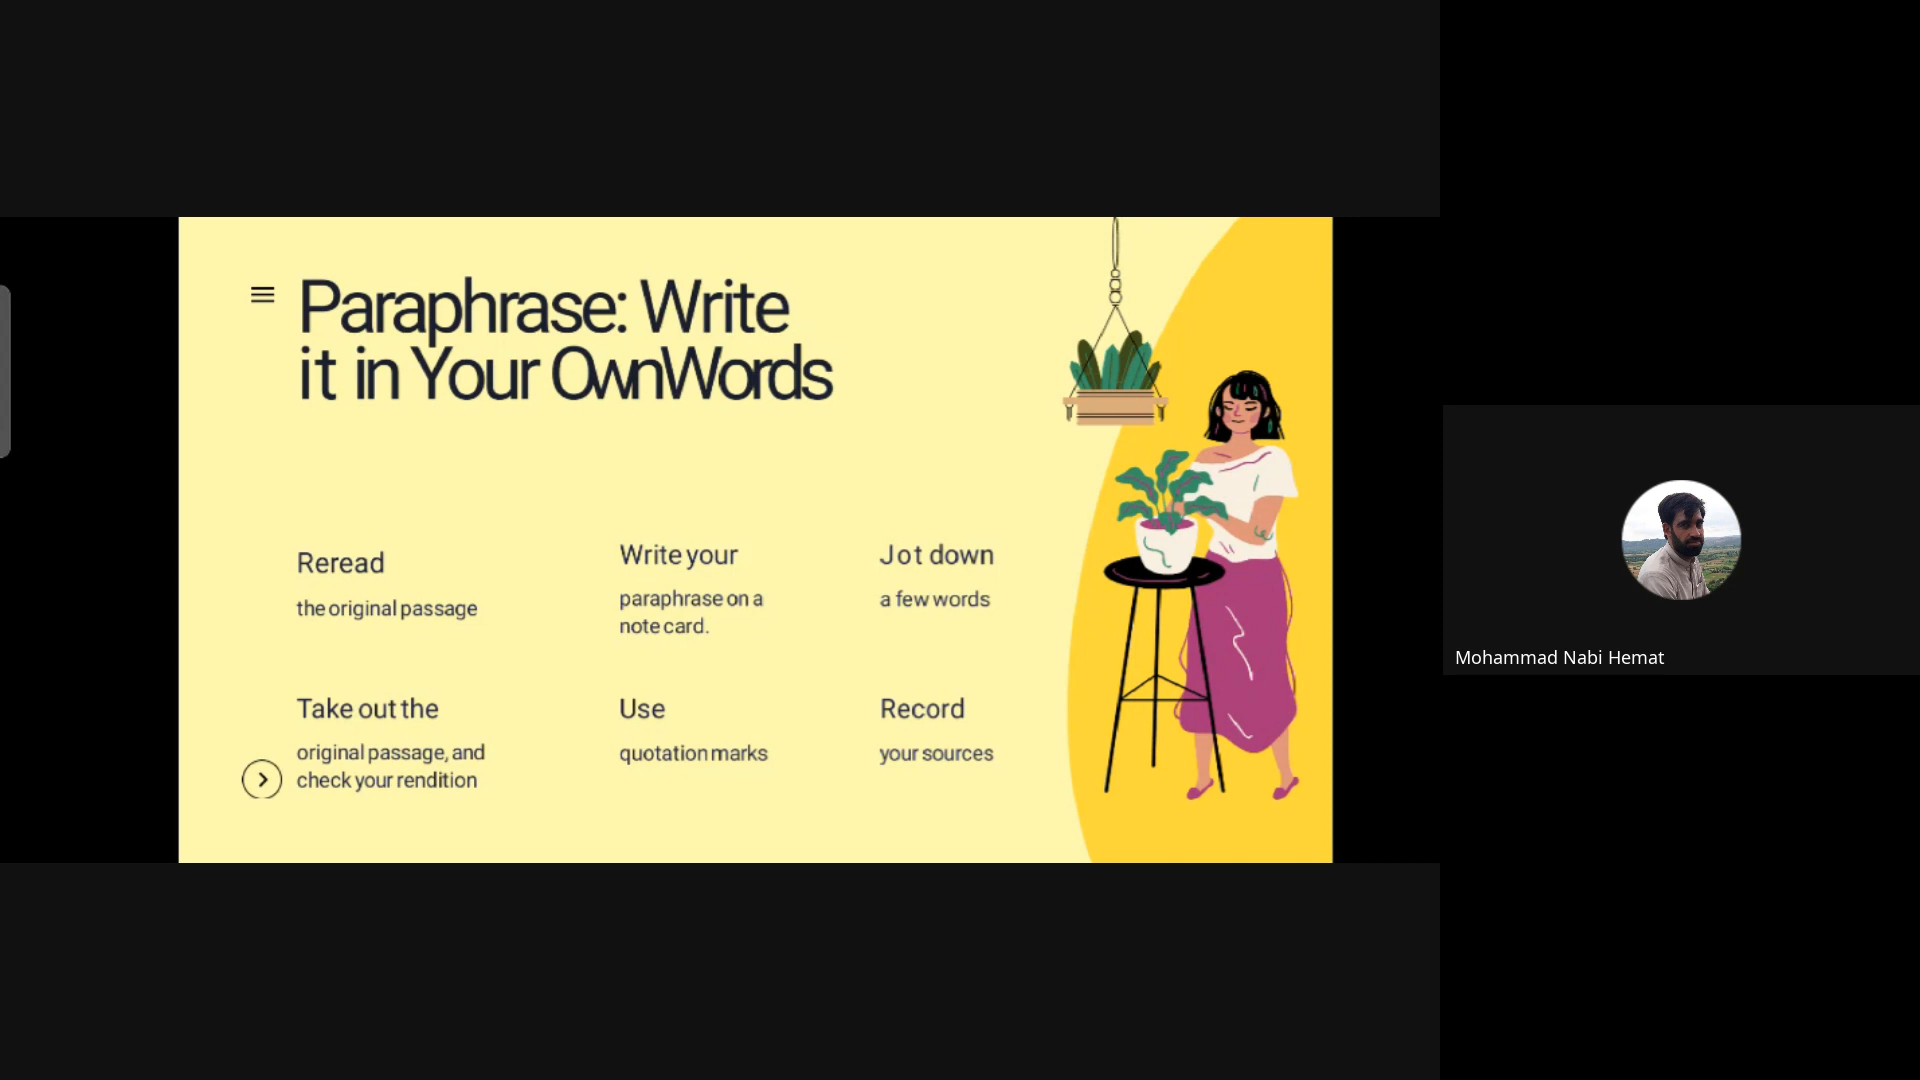 Paraphrase: Write
it in Your OwnWords
Reread
the original passage
Write your
paraphrase on a
note card.
Jot down
a few words
Take out the
original passage, and
check your rendition
Use
quotation marks
Record
your sources
Mohammad Nabi Hemat